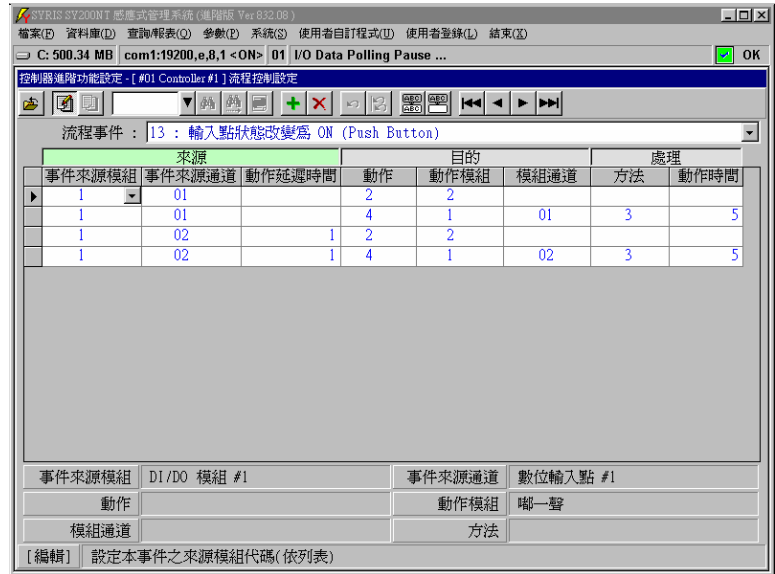 SYRIS SY200NT 感應式管理系統 (進階版 Ver 8.32.08 )
檔案(F) 資料庫(D) 查詢/報表(Q) 參數(P) 系統(S) 使用者自訂程式(U) 使用者登錄(L) 結束(X)
C: 500.34 MB com1:19200,e,8,1 <ON> 01 I/O Data Polling Pause ... OK
控制器進階功能設定 - [ #01 Controller #1 ] 流程控制設定
流程事件 : 13 : 輸入點狀態改變為 ON (Push Button)
來源 目的 處理
事件來源模組 事件來源通道 動作延遲時間 動作 動作模組 模組通道 方法 動作時間
1 01 2 2
1 01 4 1 01 3 5
1 02 1 2 2
1 02 1 4 1 02 3 5
事件來源模組 DI/DO 模組 #1 事件來源通道 數位輸入點 #1
動作 動作模組 嘟一聲
模組通道 方法
[編輯] 設定本事件之來源模組代碼(依列表)